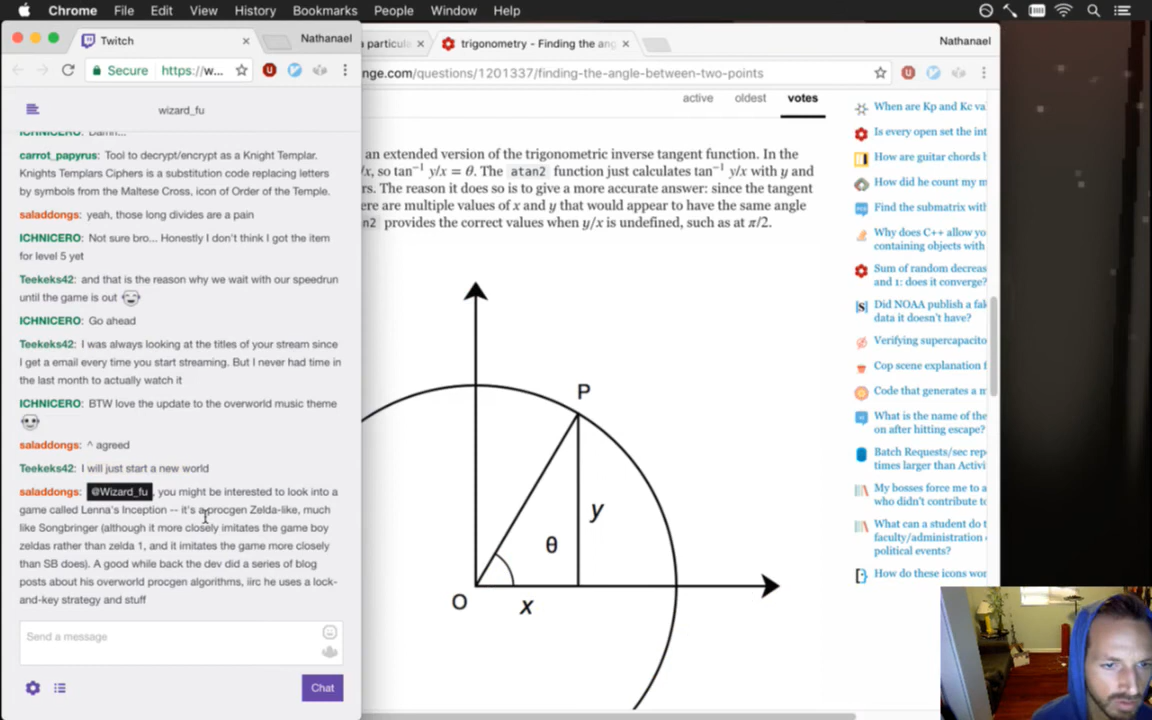 Chrome File Edit View History Bookmarks People Window Help
Twitch
Nathanael
Secure https://w...
wizard_fu
ICHNICERO: Damn...
carrot_papyrus: Tool to decrypt/encrypt as a Knight Templar.
Knights Templars Ciphers is a substitution code replacing letters
by symbols from the Maltese Cross, icon of Order of the Temple.
saladdongs: yeah, those long divides are a pain
ICHNICERO: Not sure bro... Honestly I don't think I got the item
for level 5 yet
Teekeks42: and that is the reason why we wait with our speedrun
until the game is out
ICHNICERO: Go ahead
Teekeks42: I was always looking at the titles of your stream since
I get a email every time you start streaming. But I never had time in
the last month to actually watch it
ICHNICERO: BTW love the update to the overworld music theme
saladdongs: ^ agreed
Teekeks42: I will just start a new world
saladdongs: @Wizard_fu, you might be interested to look into a
game called Lenna's Inception -- it's a procgen Zelda-like, much
like Songbringer (although it more closely imitates the game boy
zeldas rather than zelda 1, and it imitates the game more closely
than SB does). A good while back the dev did a series of blog
posts about his overworld procgen algorithms, iirc he uses a lock-
and-key strategy and stuff
Send a message
Chat
a particula
trigonometry - Finding the ang
Nathanael
nge.com/questions/1201337/finding-the-angle-between-two-points
active oldest votes
an extended version of the trigonometric inverse tangent function. In the
/x, so tan⁻¹ y/x = θ. The atan2 function just calculates tan⁻¹ y/x with y and
rs. The reason it does so is to give a more accurate answer: since the tangent
ere are multiple values of x and y that would appear to have the same angle
n2 provides the correct values when y/x is undefined, such as at π/2.
P
y
θ
O
x
When are Kp and Kc va
Is every open set the int
How are guitar chords b
How did he count my m
Find the submatrix with
Why does C++ allow yo
containing objects with
Sum of random decreas
and 1: does it converge?
Did NOAA publish a fak
data it doesn't have?
Verifying supercapacito
Cop scene explanation f
Code that generates a m
What is the name of the
on after hitting escape?
Batch Requests/sec rep
times larger than Activi
My bosses force me to a
who didn't contribute to
What can a student do t
faculty/administration
political events?
How do these icons wor